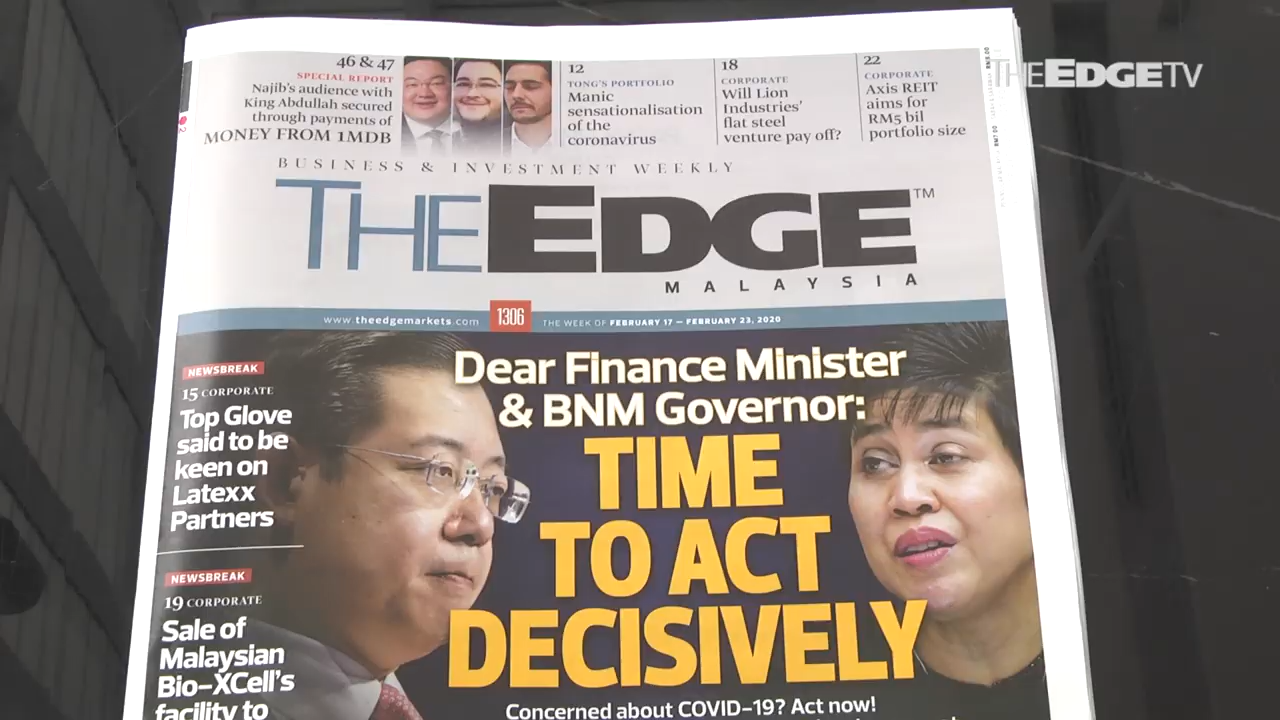 THEEDGETV
46 & 47
SPECIAL REPORT
Najib's audience with
King Abdullah secured
through payments of
MONEY FROM 1MDB
12
TONG'S PORTFOLIO
Manic
sensationalisation
of the
coronavirus
18
CORPORATE
Will Lion
Industries'
flat steel
venture pay off?
22
CORPORATE
Axis REIT
aims for
RM5 bil
portfolio size
BUSINESS & INVESTMENT WEEKLY
THEEDGE™
MALAYSIA
www.theedgemarkets.com 1306 THE WEEK OF FEBRUARY 17 — FEBRUARY 23, 2020
NEWSBREAK
15 CORPORATE
Top Glove
said to be
keen on
Latexx
Partners
NEWSBREAK
19 CORPORATE
Sale of
Malaysian
Bio-XCell's
facility to
Dear Finance Minister
& BNM Governor:
TIME
TO ACT
DECISIVELY
Concerned about COVID-19? Act now!